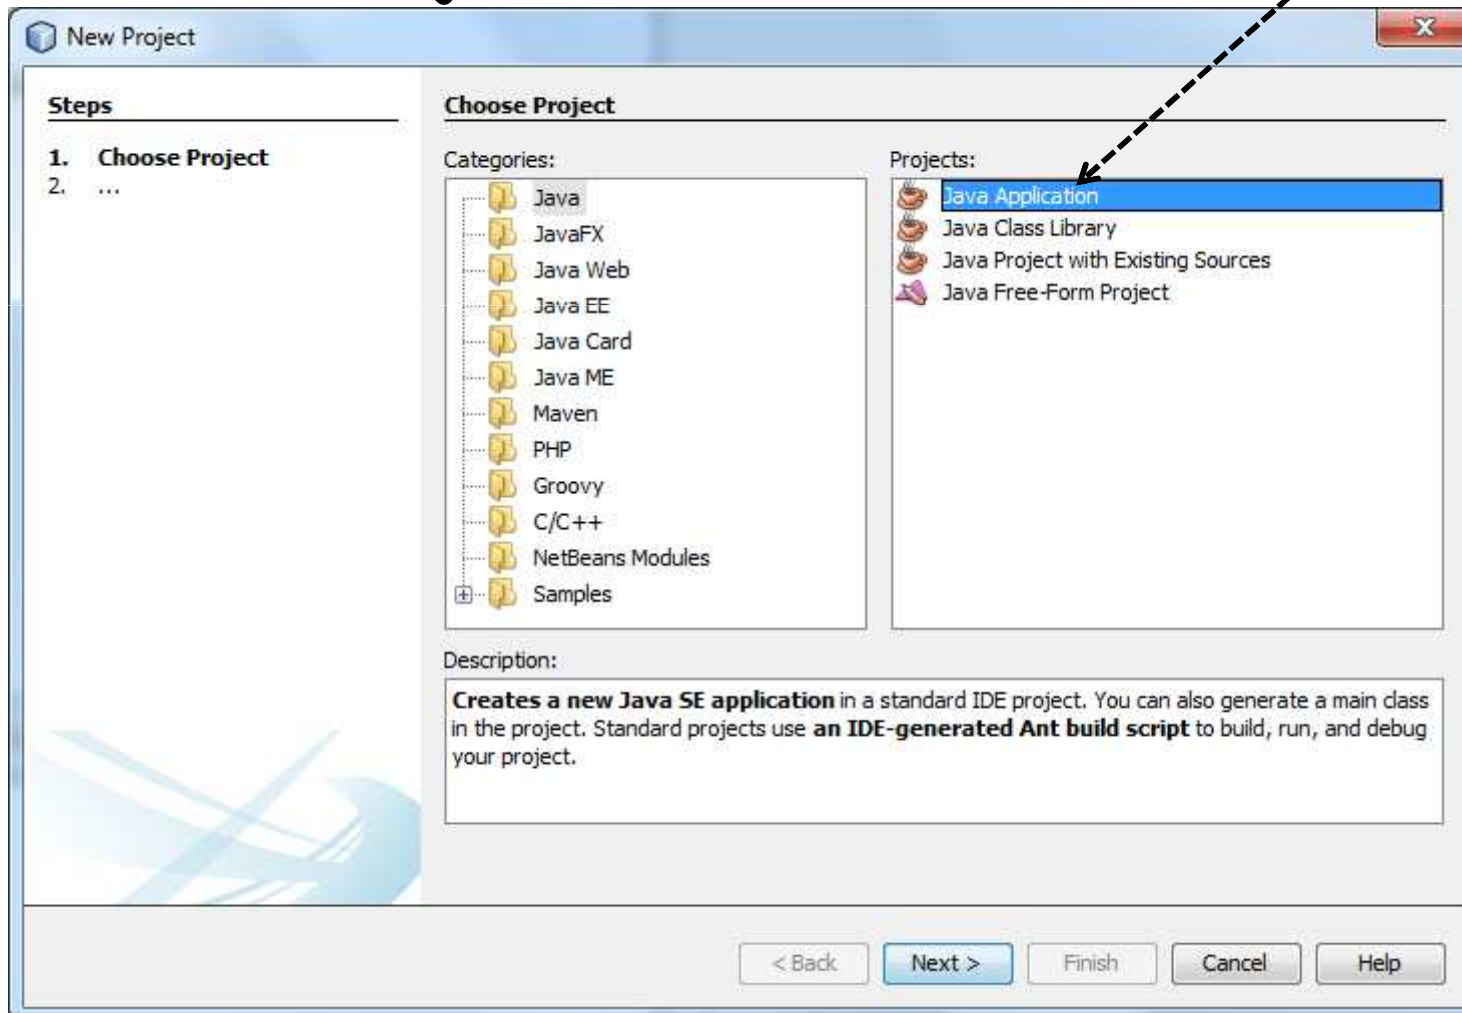 New Project
Steps
1. Choose Project
2. ...
Choose Project
Categories:
Java
JavaFX
Java Web
Java EE
Java Card
Java ME
Maven
PHP
Groovy
C/C++
NetBeans Modules
Samples
Projects:
Java Application
Java Class Library
Java Project with Existing Sources
Java Free-Form Project
Description:
Creates a new Java SE application in a standard IDE project. You can also generate a main class
in the project. Standard projects use an IDE-generated Ant build script to build, run, and debug
your project.
< Back
Next >
Finish
Cancel
Help